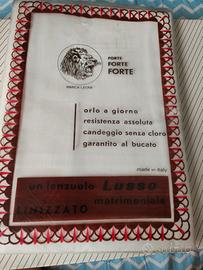 FORTE
FORTE
FORTE
MARCA LEONE
orlo a giorno
resistenza assoluta
candeggio senza cloro
garantito al bucato
made in Italy
un lenzuolo Lusso
matrimoniale
LINIZZATO